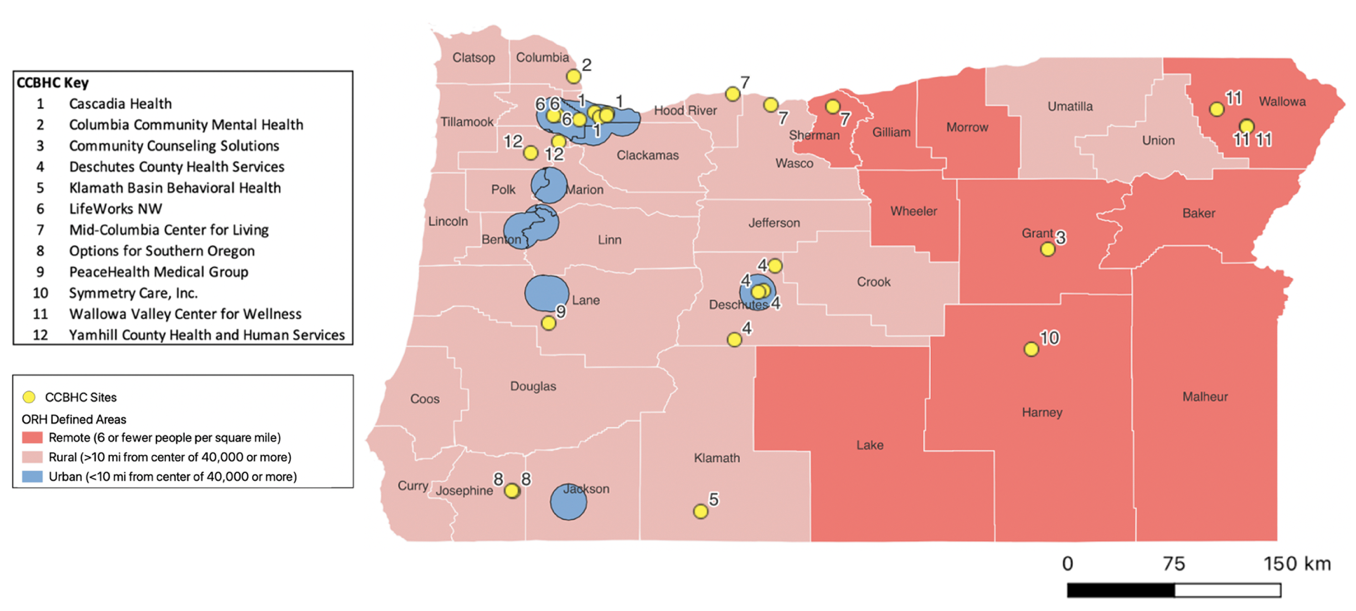 CCBHC Key
1 Cascadia Health
2 Columbia Community Mental Health
3 Community Counseling Solutions
4 Deschutes County Health Services
5 Klamath Basin Behavioral Health
6 LifeWorks NW
7 Mid-Columbia Center for Living
8 Options for Southern Oregon
9 PeaceHealth Medical Group
10 Symmetry Care, Inc.
11 Wallowa Valley Center for Wellness
12 Yamhill County Health and Human Services
CCBHC Sites
ORH Defined Areas
Remote (6 or fewer people per square mile)
Rural (>10 mi from center of 40,000 or more)
Urban (<10 mi from center of 40,000 or more)
Clatsop
Columbia
2
6 6
1
1
6
1
Tillamook
Hood River
7
7
7
Sherman
Gilliam
Morrow
Umatilla
Union
11
Wallowa
11 11
12
12
Clackamas
Wasco
Polk
Marion
Lincoln
Benton
Linn
Jefferson
Wheeler
Grant
3
Baker
4
4
4
Deschutes
Crook
Lane
9
4
10
Douglas
Coos
Harney
Malheur
Lake
Klamath
Curry
Josephine
8 8
Jackson
5
0 75 150 km